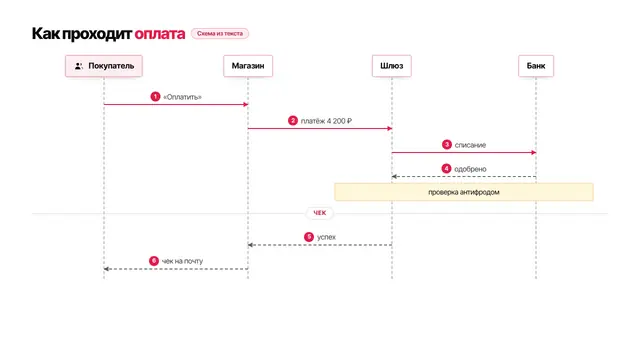 Как проходит оплата
Схема из текста
Покупатель
Магазин
Шлюз
Банк
1 «Оплатить»
2 платёж 4 200 ₽
3 списание
4 одобрено
проверка антифродом
ЧЕК
5 успех
6 чек на почту